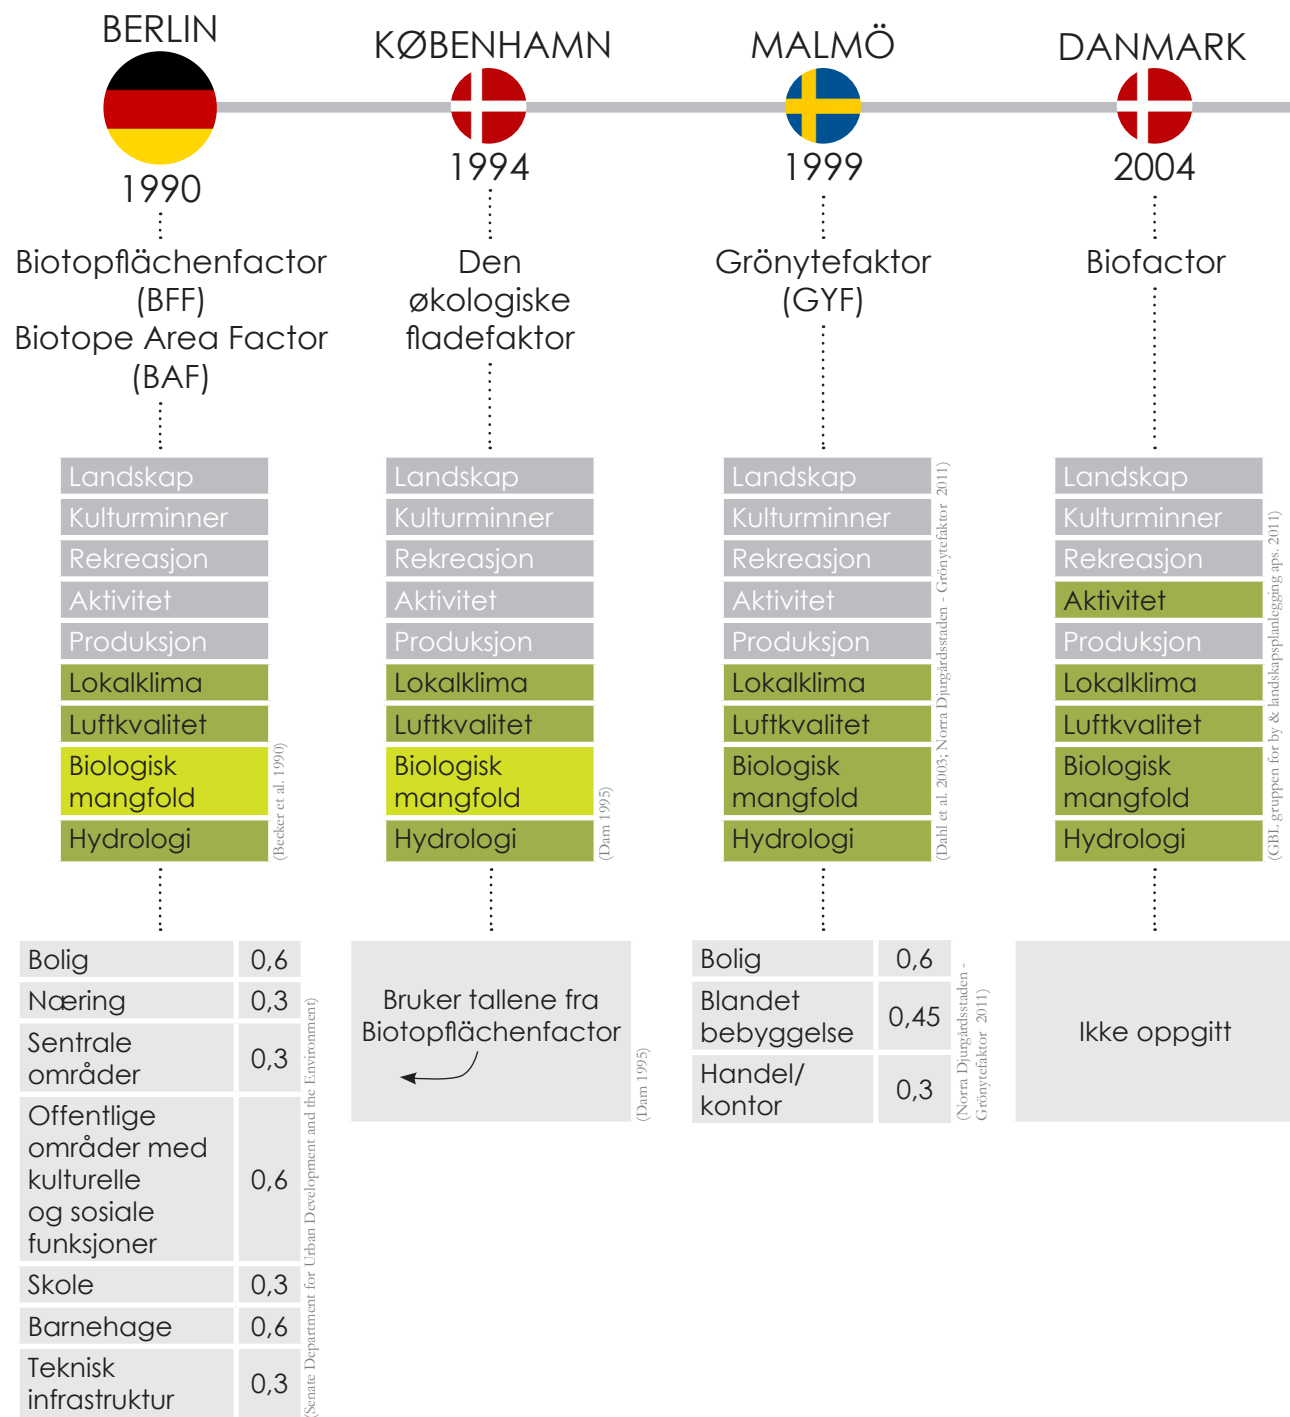 BERLIN
1990
Biotopflächenfactor
(BFF)
Biotope Area Factor
(BAF)
Landskap
Kulturminner
Rekreasjon
Aktivitet
Produksjon
Lokalklima
Luftkvalitet
Biologisk
mangfold
Hydrologi
(Becker et al. 1990)
Bolig 0,6
Næring 0,3
Sentrale
områder 0,3
Offentlige
områder med
kulturelle 0,6
og sosiale
funksjoner
Skole 0,3
Barnehage 0,6
Teknisk
infrastruktur 0,3
(Senate Department for Urban Development and the Environment)
KØBENHAMN
1994
Den
økologiske
fladefaktor
Landskap
Kulturminner
Rekreasjon
Aktivitet
Produksjon
Lokalklima
Luftkvalitet
Biologisk
mangfold
Hydrologi
(Dam 1995)
Bruker tallene fra
Biotopflächenfactor
(Dam 1995)
MALMÖ
1999
Grönytefaktor
(GYF)
Landskap
Kulturminner
Rekreasjon
Aktivitet
Produksjon
Lokalklima
Luftkvalitet
Biologisk
mangfold
Hydrologi
(Dahl et al. 2003; Norra Djurgårdsstaden - Grönytefaktor 2011)
Bolig 0,6
Blandet
bebyggelse 0,45
Handel/
kontor 0,3
(Norra Djurgårdsstaden -
Grönytefaktor 2011)
DANMARK
2004
Biofactor
Landskap
Kulturminner
Rekreasjon
Aktivitet
Produksjon
Lokalklima
Luftkvalitet
Biologisk
mangfold
Hydrologi
(GBL gruppen for by & landskapsplanlegging aps. 2011)
Ikke oppgitt